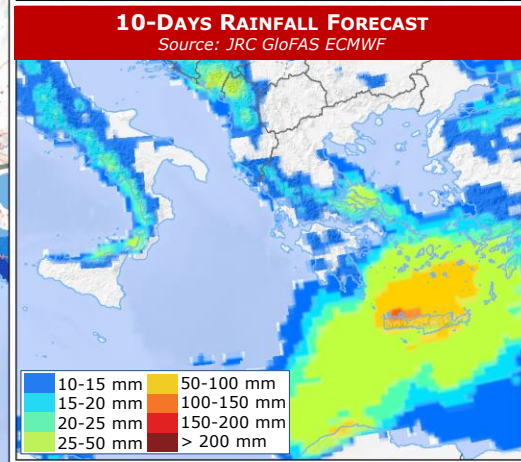 10-DAYS RAINFALL FORECAST
Source: JRC GloFAS ECMWF
10-15 mm
15-20 mm
20-25 mm
25-50 mm
50-100 mm
100-150 mm
150-200 mm
> 200 mm